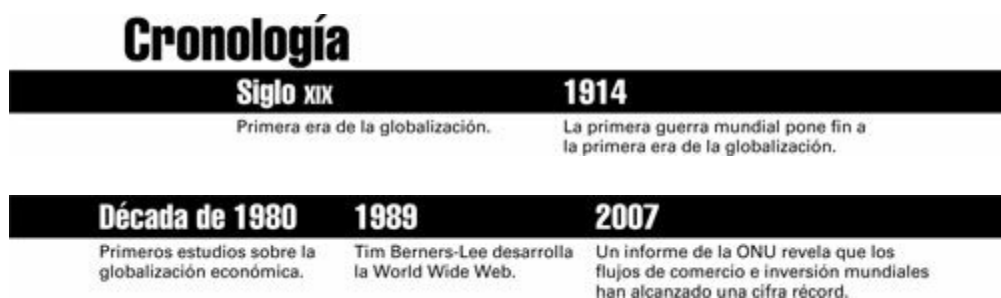 Cronología
Siglo XIX
Primera era de la globalización.
1914
La primera guerra mundial pone fin a
la primera era de la globalización.
Década de 1980
Primeros estudios sobre la
globalización económica.
1989
Tim Berners-Lee desarrolla
la World Wide Web.
2007
Un informe de la ONU revela que los
flujos de comercio e inversión mundiales
han alcanzado una cifra récord.